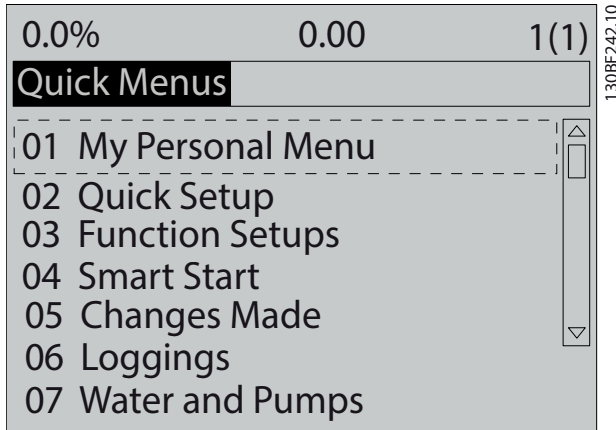 0.0% 0.00 1(1)
Quick Menus
01 My Personal Menu
02 Quick Setup
03 Function Setups
04 Smart Start
05 Changes Made
06 Loggings
07 Water and Pumps
130BF242.10